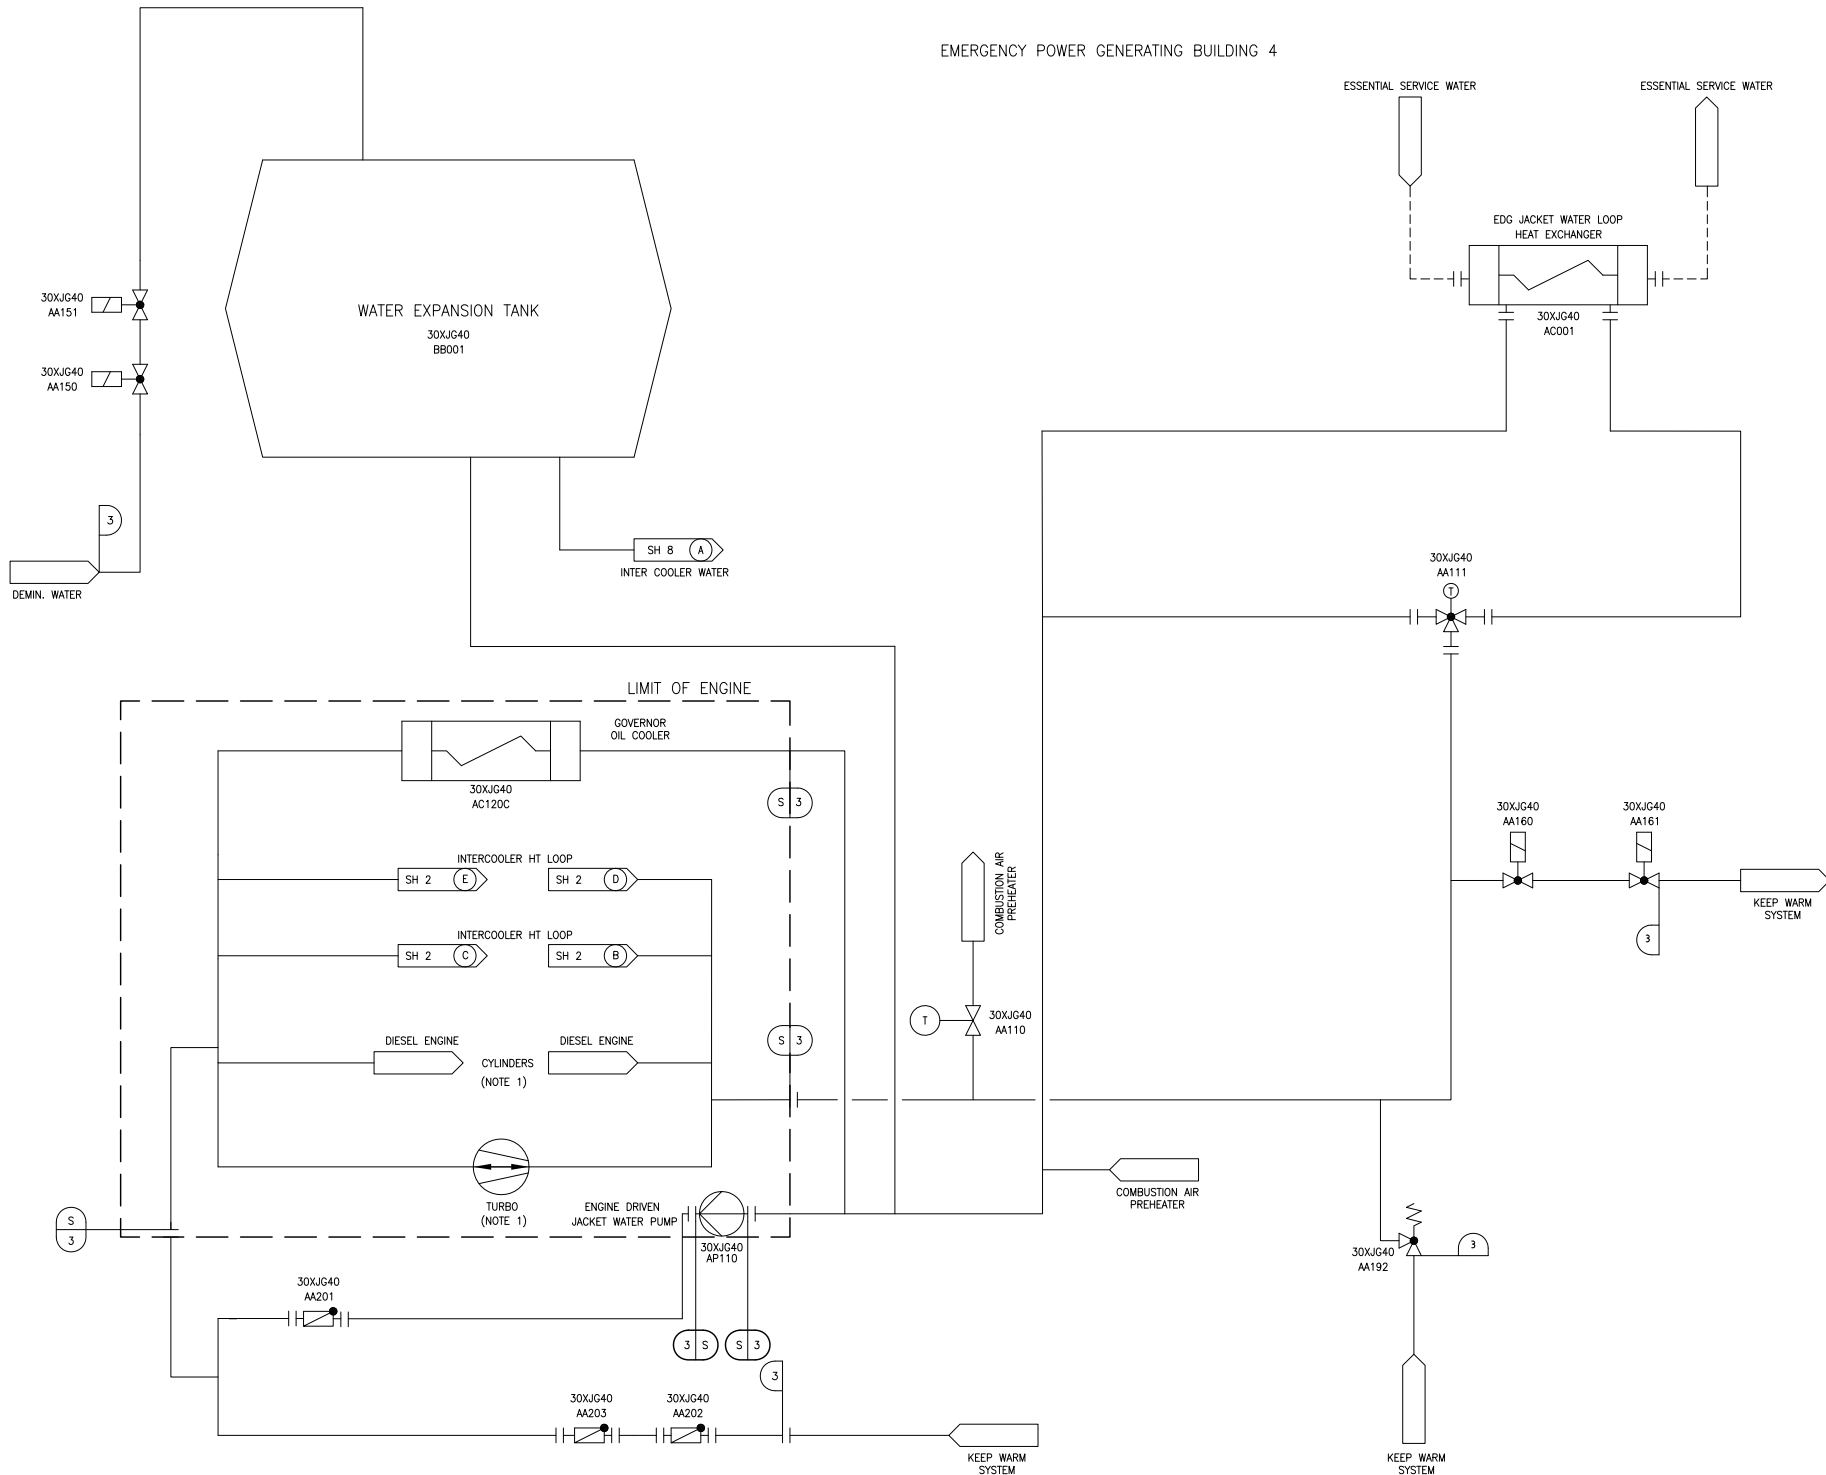 EMERGENCY POWER GENERATING BUILDING 4
ESSENTIAL SERVICE WATER
ESSENTIAL SERVICE WATER
EDG JACKET WATER LOOP
HEAT EXCHANGER
30XJG40
AC001
30XJG40
AA151
30XJG40
AA150
WATER EXPANSION TANK
30XJG40
BB001
3
DEMIN. WATER
SH 8 A
INTER COOLER WATER
30XJG40
AA111
T
LIMIT OF ENGINE
GOVERNOR
OIL COOLER
30XJG40
AC120C
S 3
INTERCOOLER HT LOOP
SH 2 E
SH 2 D
INTERCOOLER HT LOOP
SH 2 C
SH 2 B
DIESEL ENGINE
DIESEL ENGINE
CYLINDERS
(NOTE 1)
S 3
TURBO
(NOTE 1)
ENGINE DRIVEN
JACKET WATER PUMP
30XJG40
AP110
S
3
COMBUSTION AIR
PREHEATER
T
30XJG40
AA110
COMBUSTION AIR
PREHEATER
30XJG40
AA160
30XJG40
AA161
KEEP WARM
SYSTEM
3
30XJG40
AA192
3
KEEP WARM
SYSTEM
30XJG40
AA201
3 S
S 3
3
30XJG40
AA203
30XJG40
AA202
KEEP WARM
SYSTEM